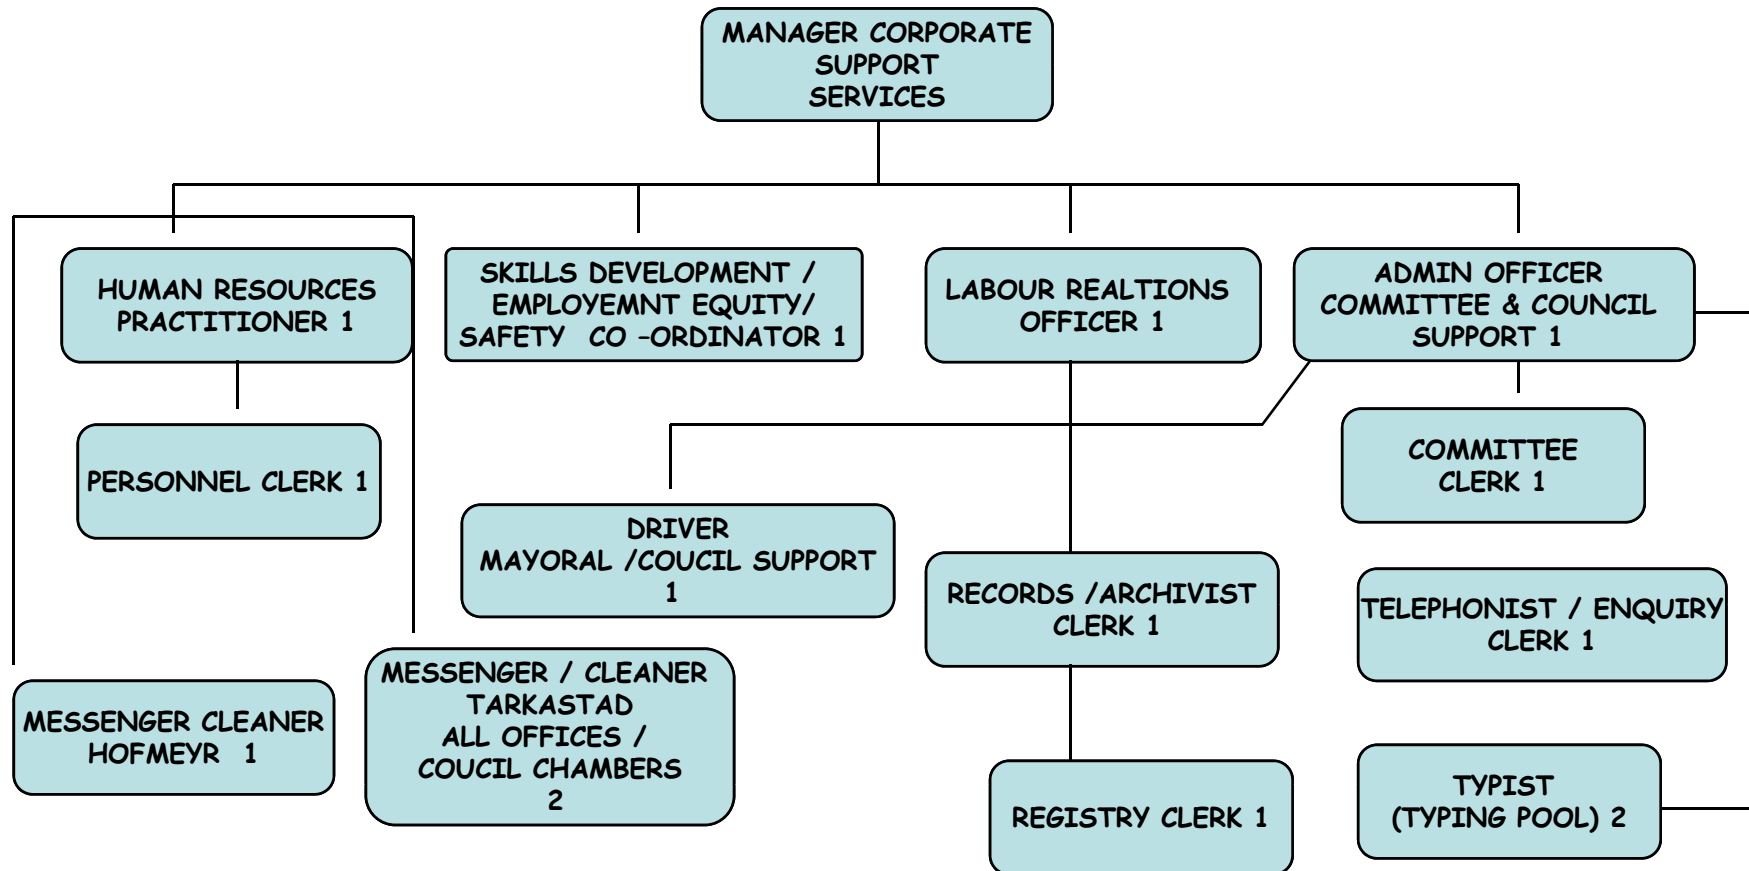 MANAGER CORPORATE
SUPPORT
SERVICES
HUMAN RESOURCES
PRACTITIONER 1
SKILLS DEVELOPMENT /
EMPLOYEMNT EQUITY/
SAFETY CO –ORDINATOR 1
LABOUR REALTIONS
OFFICER 1
ADMIN OFFICER
COMMITTEE & COUNCIL
SUPPORT 1
PERSONNEL CLERK 1
COMMITTEE
CLERK 1
DRIVER
MAYORAL /COUCIL SUPPORT
1
RECORDS /ARCHIVIST
CLERK 1
TELEPHONIST / ENQUIRY
CLERK 1
MESSENGER CLEANER
HOFMEYR 1
MESSENGER / CLEANER
TARKASTAD
ALL OFFICES /
COUCIL CHAMBERS
2
REGISTRY CLERK 1
TYPIST
(TYPING POOL) 2